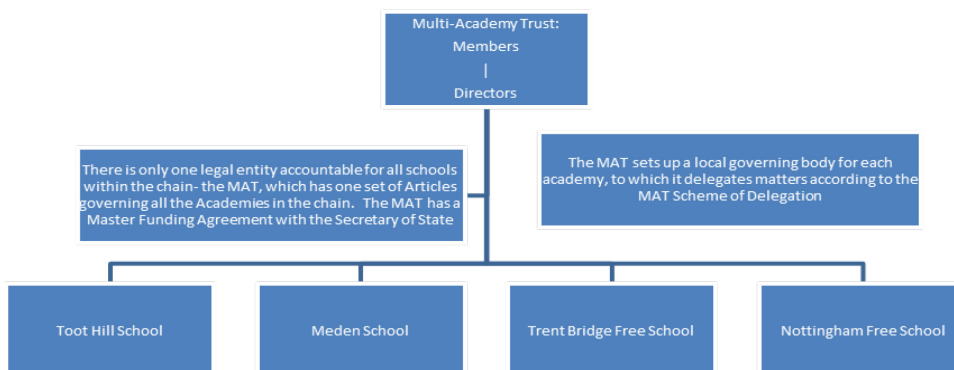 Multi-Academy Trust:
Members
|
Directors
There is only one legal entity accountable for all schools
within the chain- the MAT, which has one set of Articles
governing all the Academies in the chain. The MAT has a
Master Funding Agreement with the Secretary of State
The MAT sets up a local governing body for each
academy, to which it delegates matters according to the
MAT Scheme of Delegation
Toot Hill School
Meden School
Trent Bridge Free School
Nottingham Free School